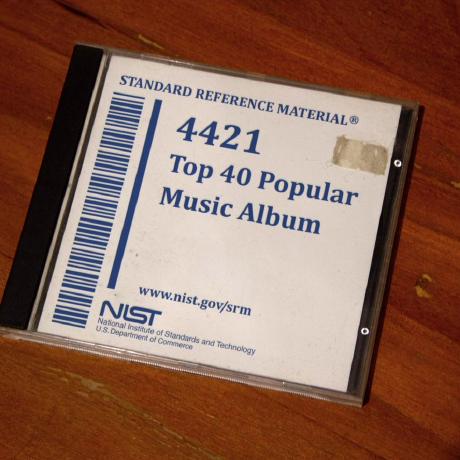 STANDARD REFERENCE MATERIAL®
4421
Top 40 Popular
Music Album
www.nist.gov/srm
NIST
National Institute of Standards and Technology
U.S. Department of Commerce